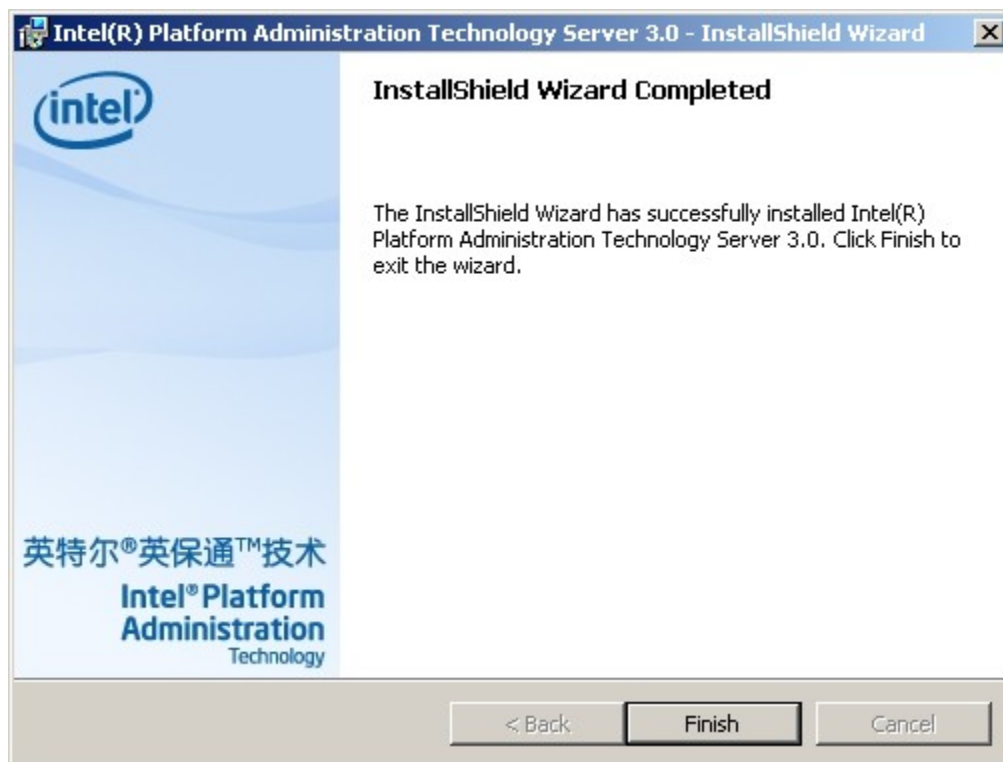 Intel(R) Platform Administration Technology Server 3.0 - InstallShield Wizard
intel
InstallShield Wizard Completed
The InstallShield Wizard has successfully installed Intel(R)
Platform Administration Technology Server 3.0. Click Finish to
exit the wizard.
英特尔®英保通™技术
Intel® Platform
Administration
Technology
< Back
Finish
Cancel